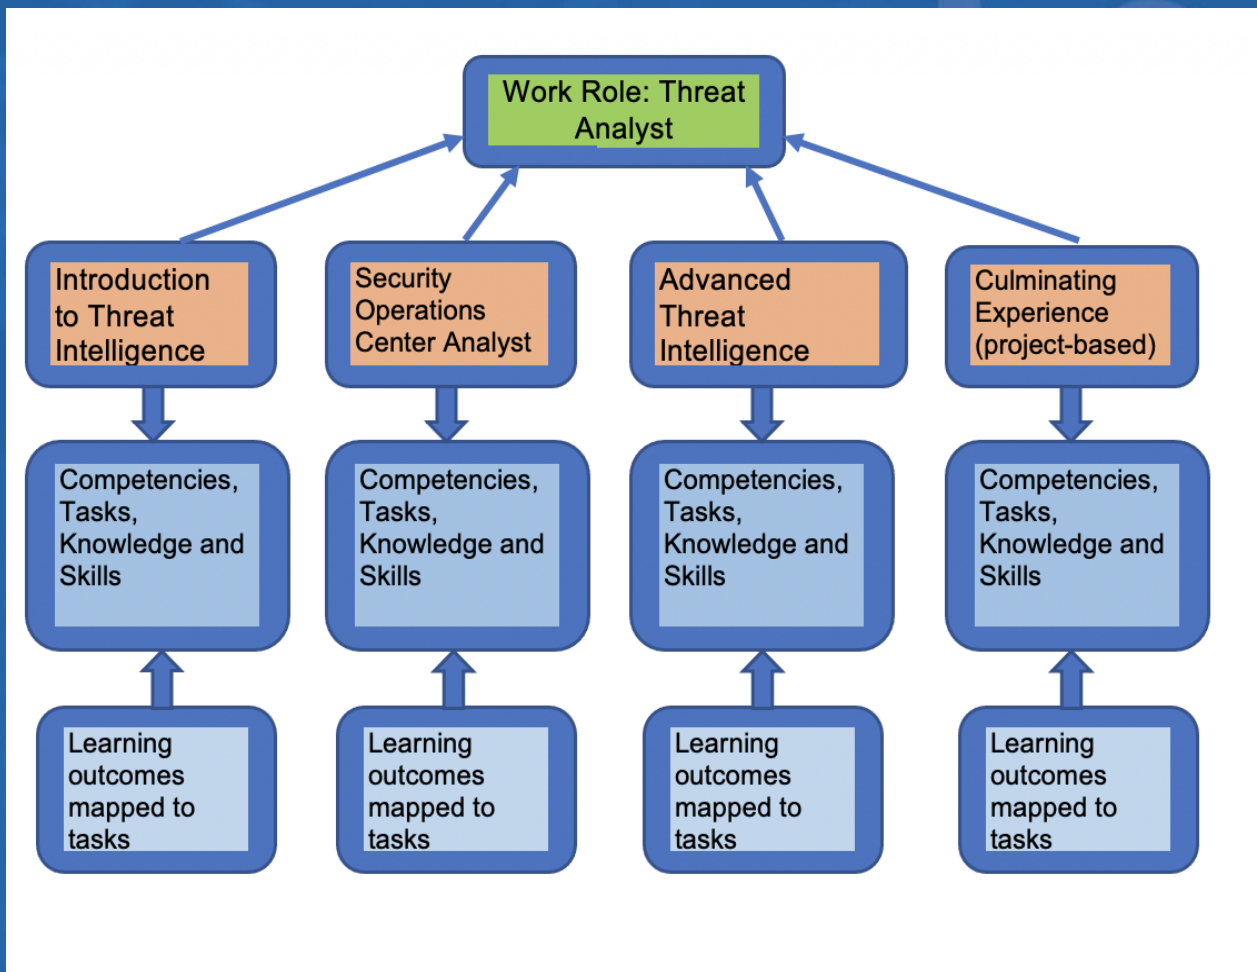 Work Role: Threat
Analyst
Introduction
to Threat
Intelligence
Security
Operations
Center Analyst
Advanced
Threat
Intelligence
Culminating
Experience
(project-based)
Competencies,
Tasks,
Knowledge and
Skills
Competencies,
Tasks,
Knowledge and
Skills
Competencies,
Tasks,
Knowledge and
Skills
Competencies,
Tasks,
Knowledge and
Skills
Learning
outcomes
mapped to
tasks
Learning
outcomes
mapped to
tasks
Learning
outcomes
mapped to
tasks
Learning
outcomes
mapped to
tasks